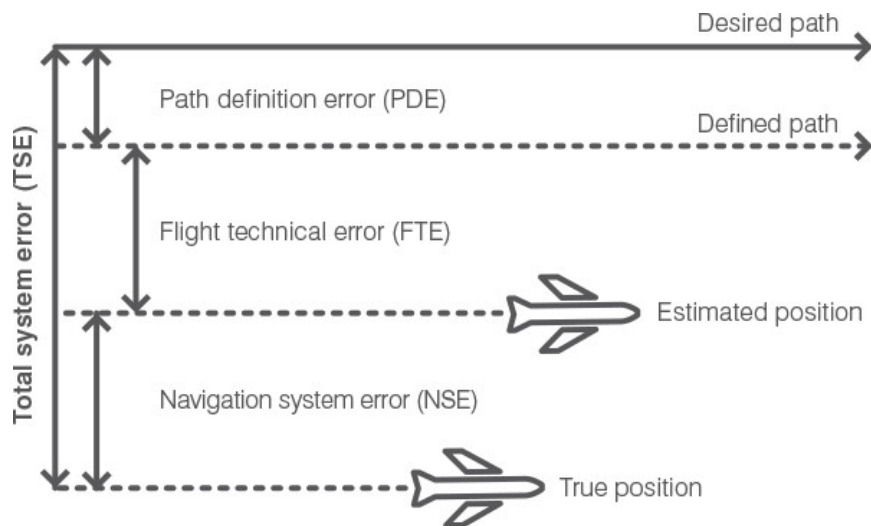 Desired path
Path definition error (PDE)
Defined path
Total system error (TSE)
Flight technical error (FTE)
Estimated position
Navigation system error (NSE)
True position